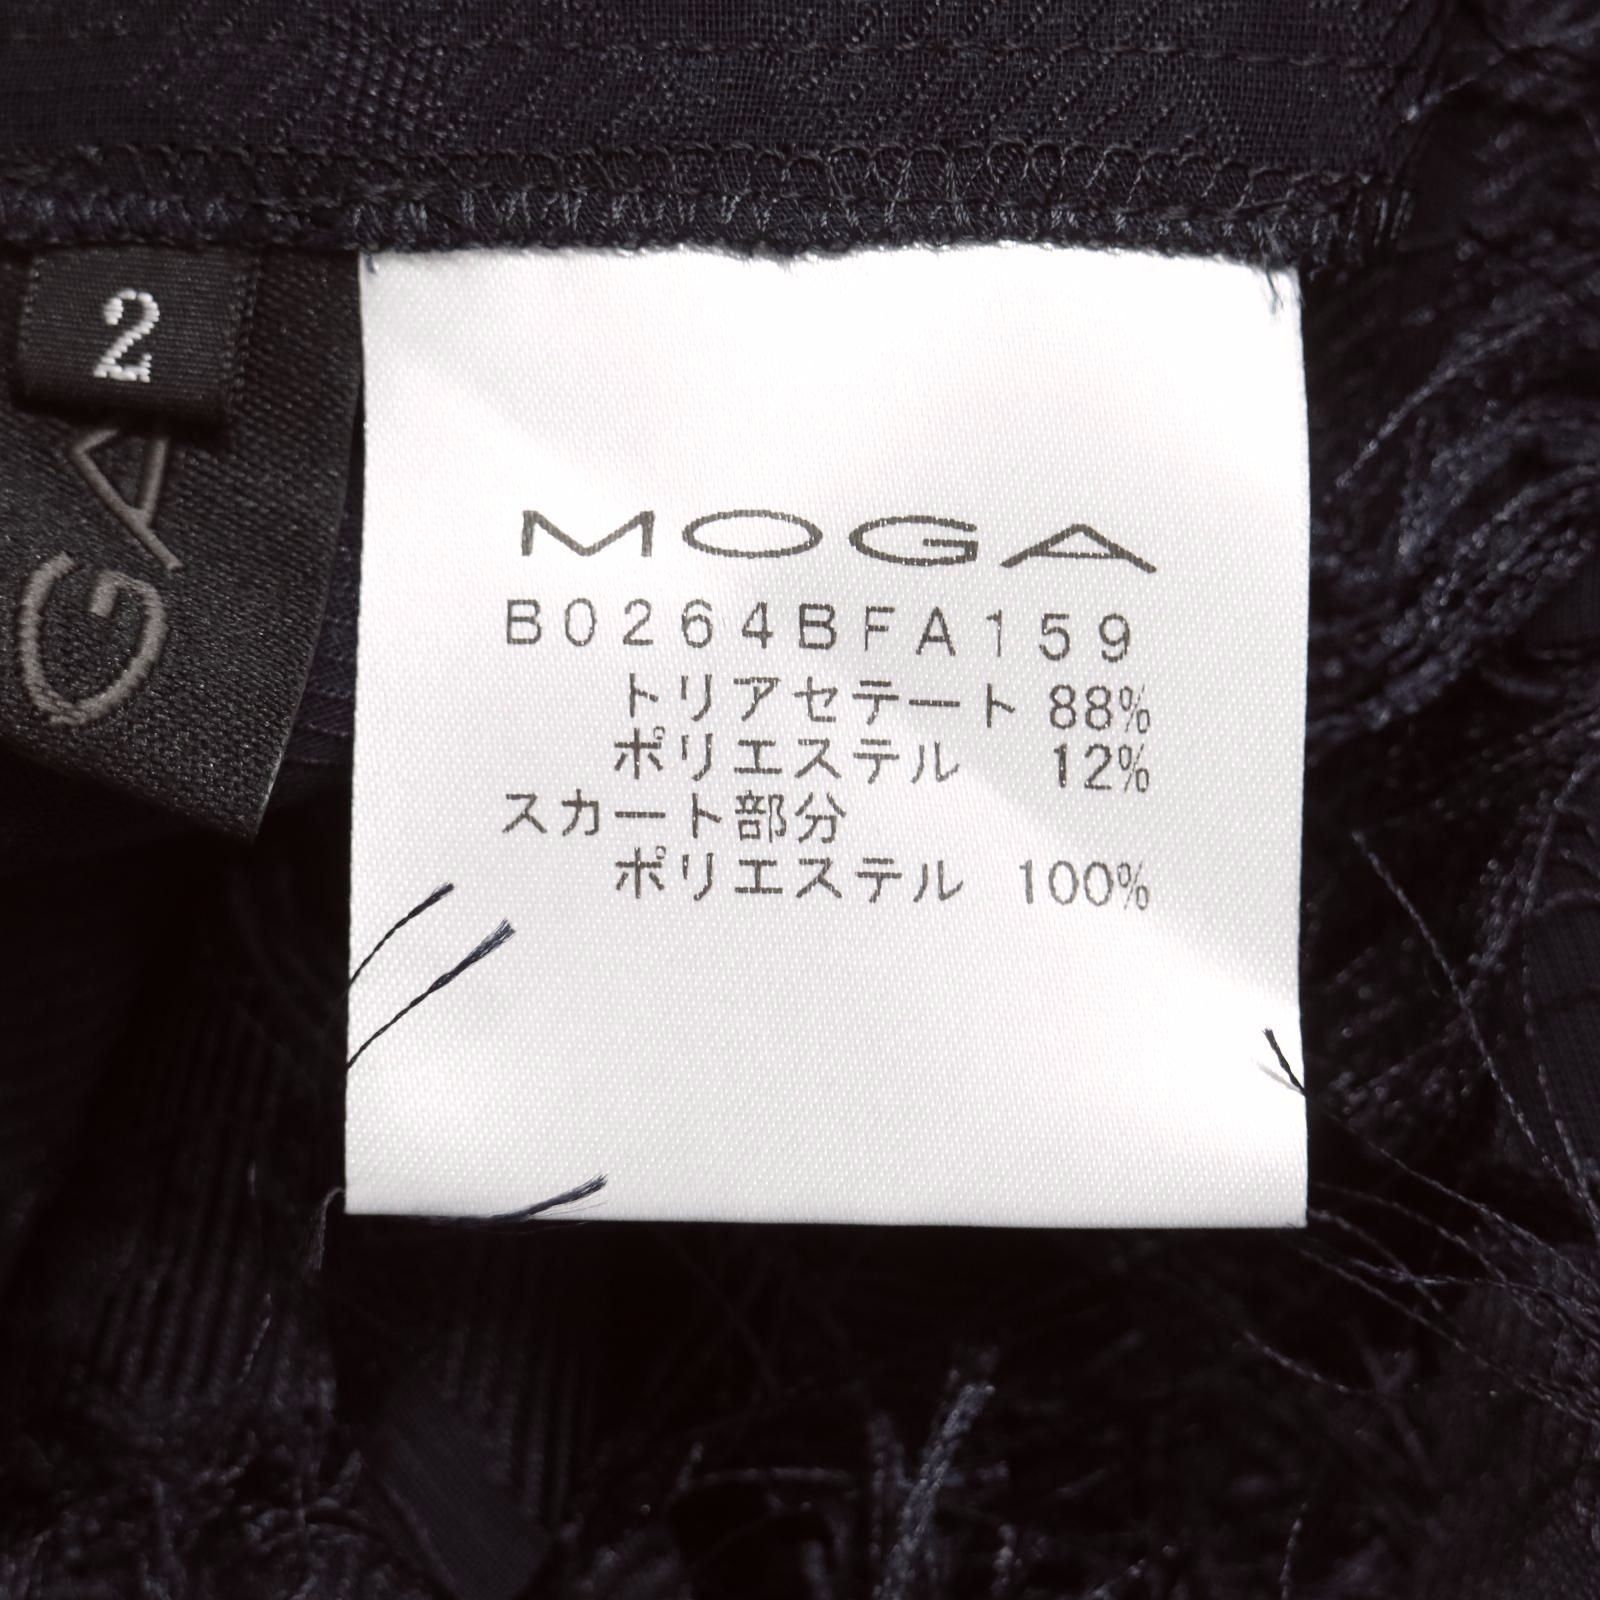 2
GA
MOGA
B0264BFA159
トリアセテート 88%
ポリエステル 12%
スカート部分
ポリエステル 100%